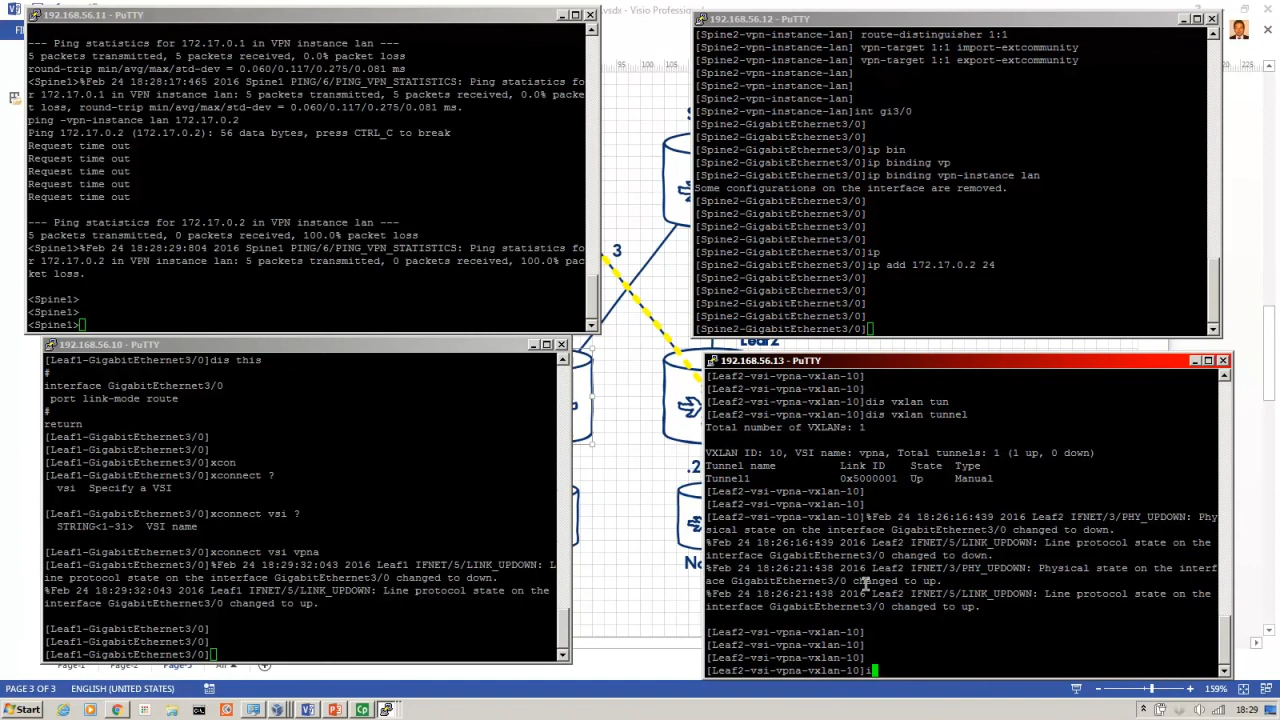 .vsdx - Visio Professio
FI
95 100 105
3
Leaf2
.2
No
192.168.56.11 - PuTTY
--- Ping statistics for 172.17.0.1 in VPN instance lan ---
5 packets transmitted, 5 packets received, 0.0% packet loss
round-trip min/avg/max/std-dev = 0.060/0.117/0.275/0.081 ms
<Spine1>%Feb 24 18:28:17:465 2016 Spine1 PING/6/PING_VPN_STATISTICS: Ping statistics fo
r 172.17.0.1 in VPN instance lan: 5 packets transmitted, 5 packets received, 0.0% packe
t loss, round-trip min/avg/max/std-dev = 0.060/0.117/0.275/0.081 ms.
ping -vpn-instance lan 172.17.0.2
Ping 172.17.0.2 (172.17.0.2): 56 data bytes, press CTRL_C to break
Request time out
Request time out
Request time out
Request time out
Request time out
--- Ping statistics for 172.17.0.2 in VPN instance lan ---
5 packets transmitted, 0 packets received, 100.0% packet loss
<Spine1>%Feb 24 18:28:29:804 2016 Spine1 PING/6/PING_VPN_STATISTICS: Ping statistics fo
r 172.17.0.2 in VPN instance lan: 5 packets transmitted, 0 packets received, 100.0% pac
ket loss.
<Spine1>
<Spine1>
<Spine1>
192.168.56.12 - PuTTY
[Spine2-vpn-instance-lan] route-distinguisher 1:1
[Spine2-vpn-instance-lan] vpn-target 1:1 import-extcommunity
[Spine2-vpn-instance-lan] vpn-target 1:1 export-extcommunity
[Spine2-vpn-instance-lan]
[Spine2-vpn-instance-lan]
[Spine2-vpn-instance-lan]
[Spine2-vpn-instance-lan]int gi3/0
[Spine2-GigabitEthernet3/0]
[Spine2-GigabitEthernet3/0]
[Spine2-GigabitEthernet3/0]ip bin
[Spine2-GigabitEthernet3/0]ip binding vp
[Spine2-GigabitEthernet3/0]ip binding vpn-instance lan
Some configurations on the interface are removed.
[Spine2-GigabitEthernet3/0]
[Spine2-GigabitEthernet3/0]
[Spine2-GigabitEthernet3/0]
[Spine2-GigabitEthernet3/0]
[Spine2-GigabitEthernet3/0]ip
[Spine2-GigabitEthernet3/0]ip add 172.17.0.2 24
[Spine2-GigabitEthernet3/0]
[Spine2-GigabitEthernet3/0]
[Spine2-GigabitEthernet3/0]
[Spine2-GigabitEthernet3/0]
[Spine2-GigabitEthernet3/0]
192.168.56.10 - PuTTY
[Leaf1-GigabitEthernet3/0]dis this
#
interface GigabitEthernet3/0
port link-mode route
#
return
[Leaf1-GigabitEthernet3/0]
[Leaf1-GigabitEthernet3/0]
[Leaf1-GigabitEthernet3/0]xcon
[Leaf1-GigabitEthernet3/0]xconnect ?
vsi Specify a VSI
[Leaf1-GigabitEthernet3/0]xconnect vsi ?
STRING<1-31> VSI name
[Leaf1-GigabitEthernet3/0]xconnect vsi vpna
[Leaf1-GigabitEthernet3/0]%Feb 24 18:29:32:043 2016 Leaf1 IFNET/5/LINK_UPDOWN: L
ine protocol state on the interface GigabitEthernet3/0 changed to down.
%Feb 24 18:29:32:043 2016 Leaf1 IFNET/5/LINK_UPDOWN: Line protocol state on the
interface GigabitEthernet3/0 changed to up.
[Leaf1-GigabitEthernet3/0]
[Leaf1-GigabitEthernet3/0]
[Leaf1-GigabitEthernet3/0]
192.168.56.13 - PuTTY
[Leaf2-vsi-vpna-vxlan-10]
[Leaf2-vsi-vpna-vxlan-10]
[Leaf2-vsi-vpna-vxlan-10]dis vxlan tun
[Leaf2-vsi-vpna-vxlan-10]dis vxlan tunnel
Total number of VXLANs: 1
VXLAN ID: 10, VSI name: vpna, Total tunnels: 1 (1 up, 0 down)
Tunnel name Link ID State Type
Tunnel1 0x5000001 Up Manual
[Leaf2-vsi-vpna-vxlan-10]
[Leaf2-vsi-vpna-vxlan-10]
[Leaf2-vsi-vpna-vxlan-10]%Feb 24 18:26:16:439 2016 Leaf2 IFNET/3/PHY_UPDOWN: Phy
sical state on the interface GigabitEthernet3/0 changed to down.
%Feb 24 18:26:16:439 2016 Leaf2 IFNET/5/LINK_UPDOWN: Line protocol state on the
interface GigabitEthernet3/0 changed to down.
%Feb 24 18:26:21:438 2016 Leaf2 IFNET/3/PHY_UPDOWN: Physical state on the interf
ace GigabitEthernet3/0 changed to up.
%Feb 24 18:26:21:438 2016 Leaf2 IFNET/5/LINK_UPDOWN: Line protocol state on the
interface GigabitEthernet3/0 changed to up.
[Leaf2-vsi-vpna-vxlan-10]
[Leaf2-vsi-vpna-vxlan-10]
[Leaf2-vsi-vpna-vxlan-10]
[Leaf2-vsi-vpna-vxlan-10]i
Page-1 Page-2 Page-3 All
PAGE 3 OF 3 ENGLISH (UNITED STATES) 159%
Start 18:29